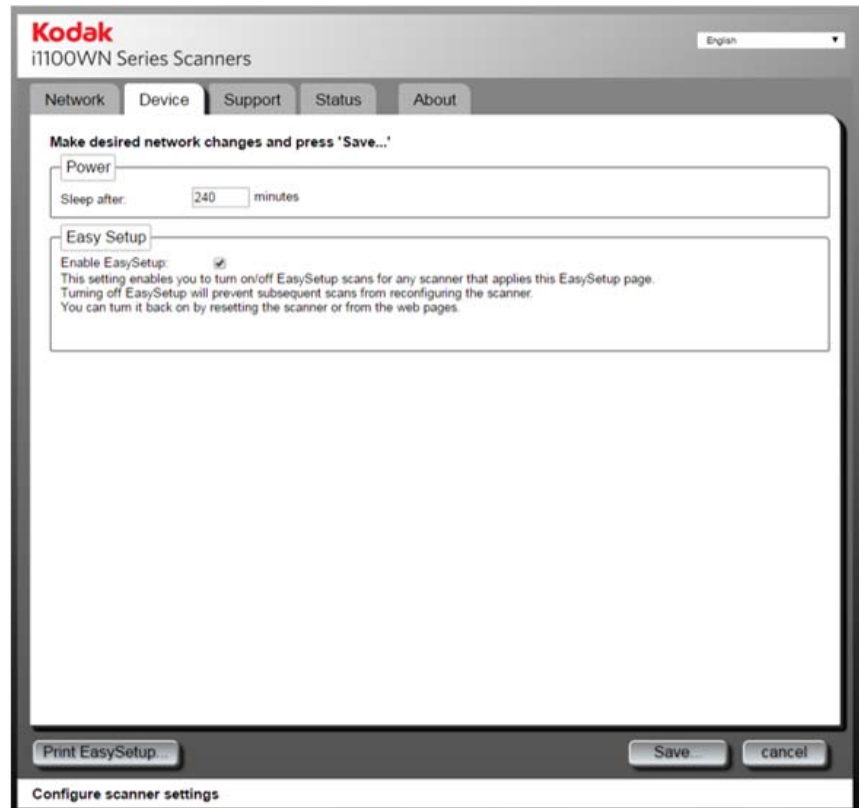 Kodak
i1100WN Series Scanners
English
Network Device Support Status About
Make desired network changes and press 'Save...'
Power
Sleep after: 240 minutes
Easy Setup
Enable EasySetup:
This setting enables you to turn on/off EasySetup scans for any scanner that applies this EasySetup page.
Turning off EasySetup will prevent subsequent scans from reconfiguring the scanner.
You can turn it back on by resetting the scanner or from the web pages.
Print EasySetup... Save... cancel
Configure scanner settings